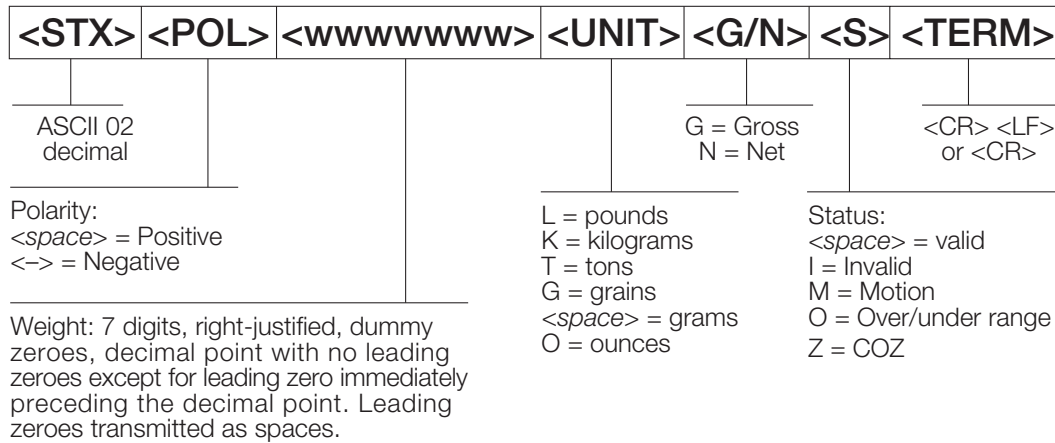 <STX> <POL> <wwwwwww> <UNIT> <G/N> <S> <TERM>
ASCII 02
decimal
G = Gross
N = Net
<CR> <LF>
or <CR>
Polarity:
<space> = Positive
<–> = Negative
L = pounds
K = kilograms
T = tons
G = grains
<space> = grams
O = ounces
Status:
<space> = valid
I = Invalid
M = Motion
O = Over/under range
Z = COZ
Weight: 7 digits, right-justified, dummy
zeroes, decimal point with no leading
zeroes except for leading zero immediately
preceding the decimal point. Leading
zeroes transmitted as spaces.